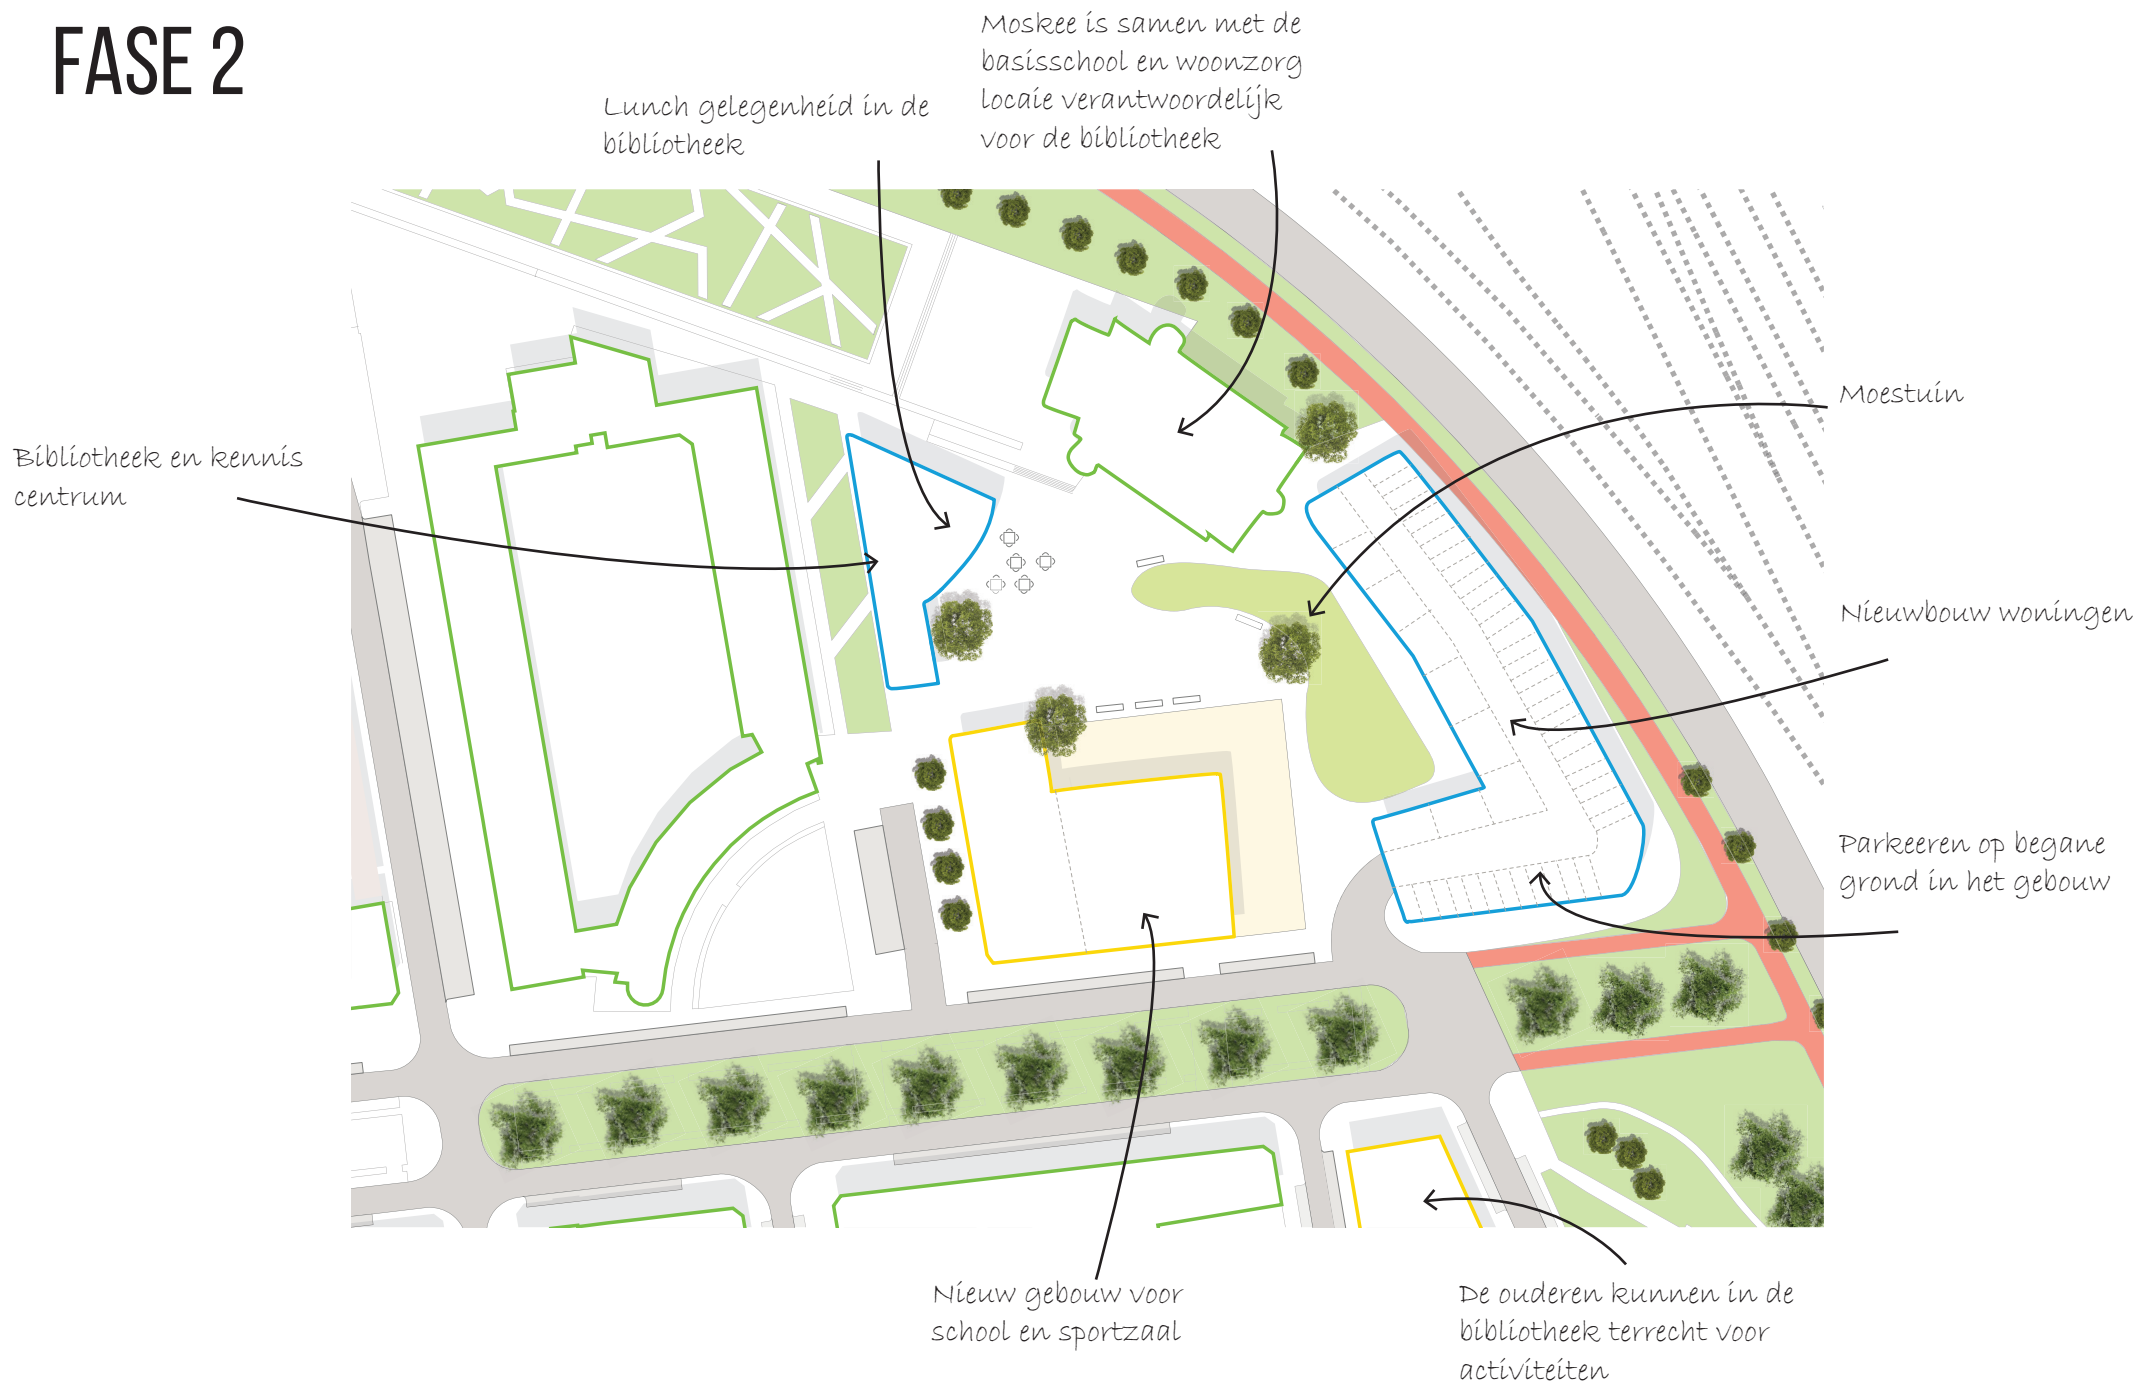 FASE 2
Moskee is samen met de
basisschool en woonzorg
locaie verantwoordelijk
voor de bibliotheek
Lunch gelegenheid in de
bibliotheek
Moestuin
Bibliotheek en kennis
centrum
Nieuwbouw woningen
Parkeeren op begane
grond in het gebouw
Nieuw gebouw voor
school en sportzaal
De ouderen kunnen in de
bibliotheek terrecht voor
activiteiten